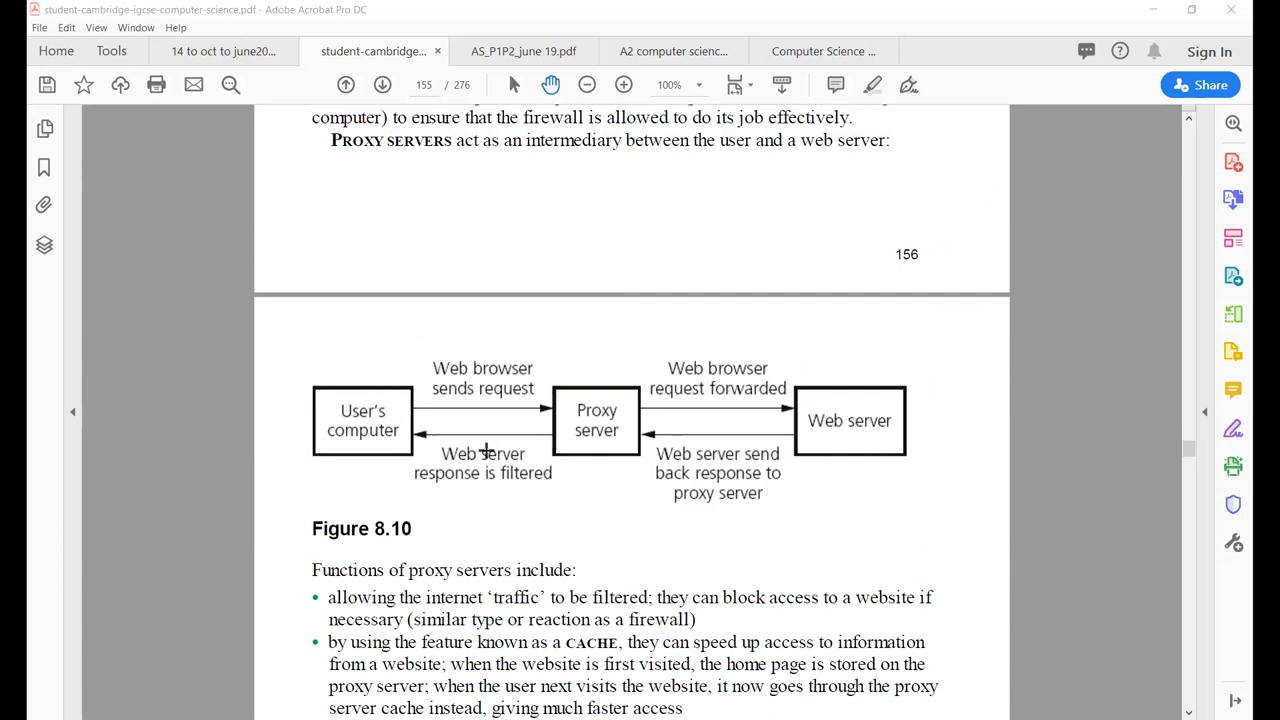 student-cambridge-igcse-computer-science.pdf - Adobe Acrobat Pro DC
File Edit View Window Help
Home Tools 14 to oct to june20... student-cambridge... × AS_P1P2_june 19.pdf A2 computer scienc... Computer Science ... Sign In
155 / 276 100% Share
computer) to ensure that the firewall is allowed to do its job effectively.
PROXY SERVERS act as an intermediary between the user and a web server:
156
Web browser
sends request
Web browser
request forwarded
User's
computer
Proxy
server
Web server
Web server
response is filtered
Web server send
back response to
proxy server
Figure 8.10
Functions of proxy servers include:
• allowing the internet ‘traffic’ to be filtered; they can block access to a website if
necessary (similar type or reaction as a firewall)
• by using the feature known as a CACHE, they can speed up access to information
from a website; when the website is first visited, the home page is stored on the
proxy server; when the user next visits the website, it now goes through the proxy
server cache instead, giving much faster access